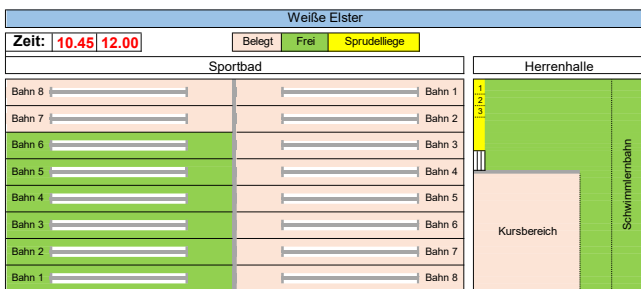 Weiße Elster
Zeit: 10.45 12.00 Belegt Frei Sprudelliege
Sportbad Herrenhalle
Bahn 8 Bahn 1 1
2
Bahn 7 Bahn 2 3
Bahn 6 Bahn 3
Bahn 5 Bahn 4
Bahn 4 Bahn 5
Bahn 3 Bahn 6 Kursbereich Schwimmlernbahn
Bahn 2 Bahn 7
Bahn 1 Bahn 8